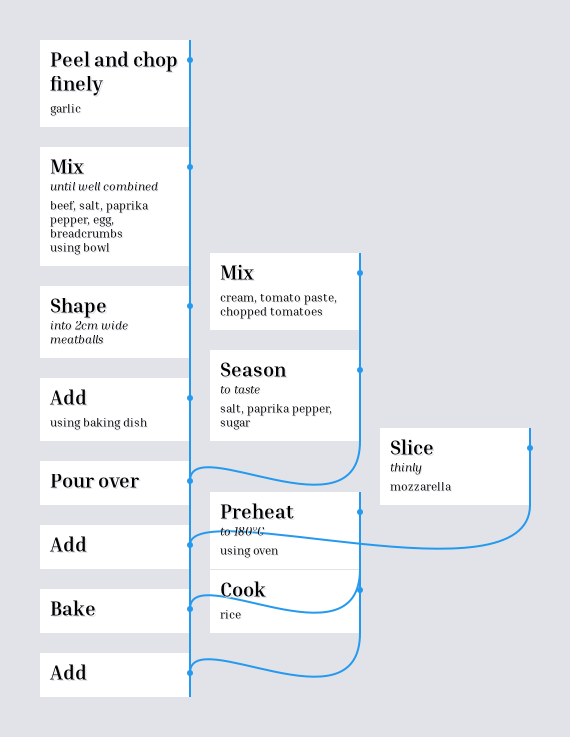 Peel and chop
finely
garlic
Mix
until well combined
beef, salt, paprika
pepper, egg,
breadcrumbs
using bowl
Shape
into 2cm wide
meatballs
Add
using baking dish
Pour over
Add
Bake
Add
Mix
cream, tomato paste,
chopped tomatoes
Season
to taste
salt, paprika pepper,
sugar
Preheat
to 180°C
using oven
Cook
rice
Slice
thinly
mozzarella